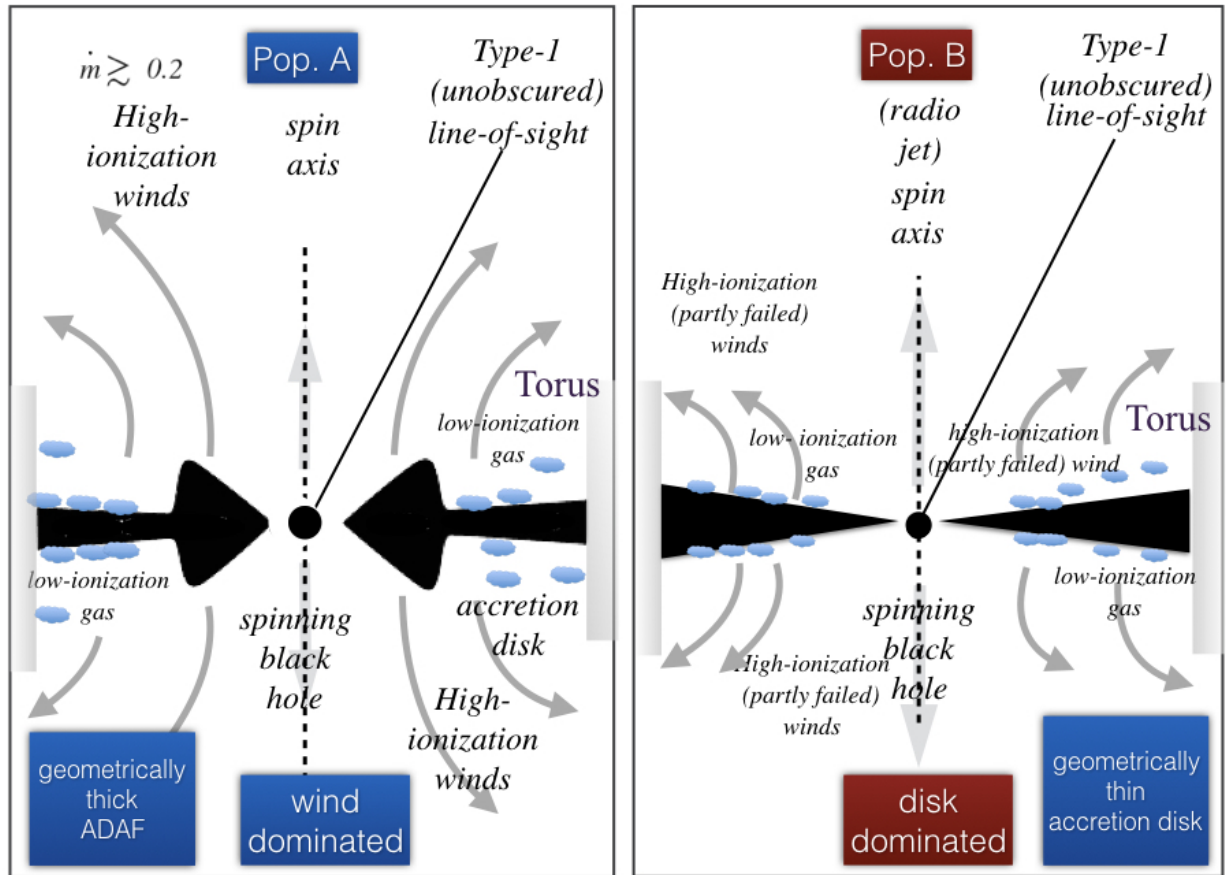 ṁ ≳ 0.2
High-
ionization
winds
Pop. A
spin
axis
Type-1
(unobscured)
line-of-sight
Torus
low-ionization
gas
low-ionization
gas
spinning
black
hole
accretion
disk
High-
ionization
winds
geometrically
thick
ADAF
wind
dominated
Pop. B
(radio
jet)
spin
axis
Type-1
(unobscured)
line-of-sight
High-ionization
(partly failed)
winds
low- ionization
gas
high-ionization
(partly failed) wind
Torus
low-ionization
gas
spinning
black
hole
High-ionization
(partly failed)
winds
disk
dominated
geometrically
thin
accretion disk